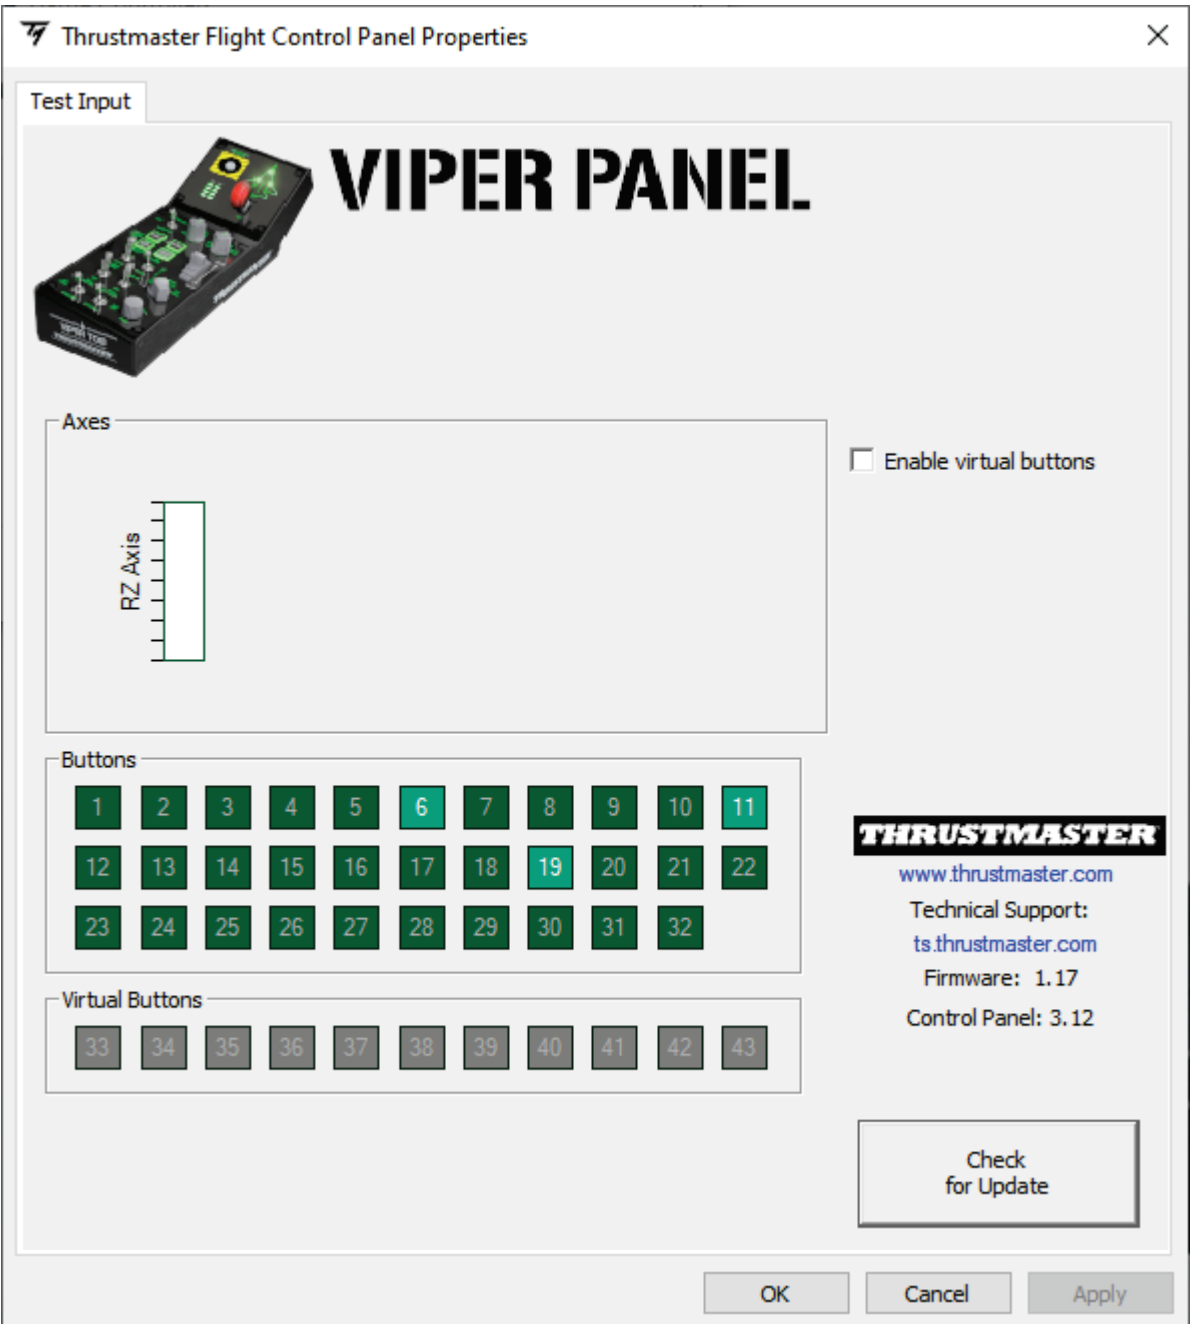 Thrustmaster Flight Control Panel Properties
Test Input
VIPER PANEL
THRUSTMASTER
VIPER TQS
Axes
Enable virtual buttons
RZ Axis
Buttons
1 2 3 4 5 6 7 8 9 10 11
12 13 14 15 16 17 18 19 20 21 22
23 24 25 26 27 28 29 30 31 32
Virtual Buttons
33 34 35 36 37 38 39 40 41 42 43
THRUSTMASTER
www.thrustmaster.com
Technical Support:
ts.thrustmaster.com
Firmware: 1.17
Control Panel: 3.12
Check
for Update
OK Cancel Apply